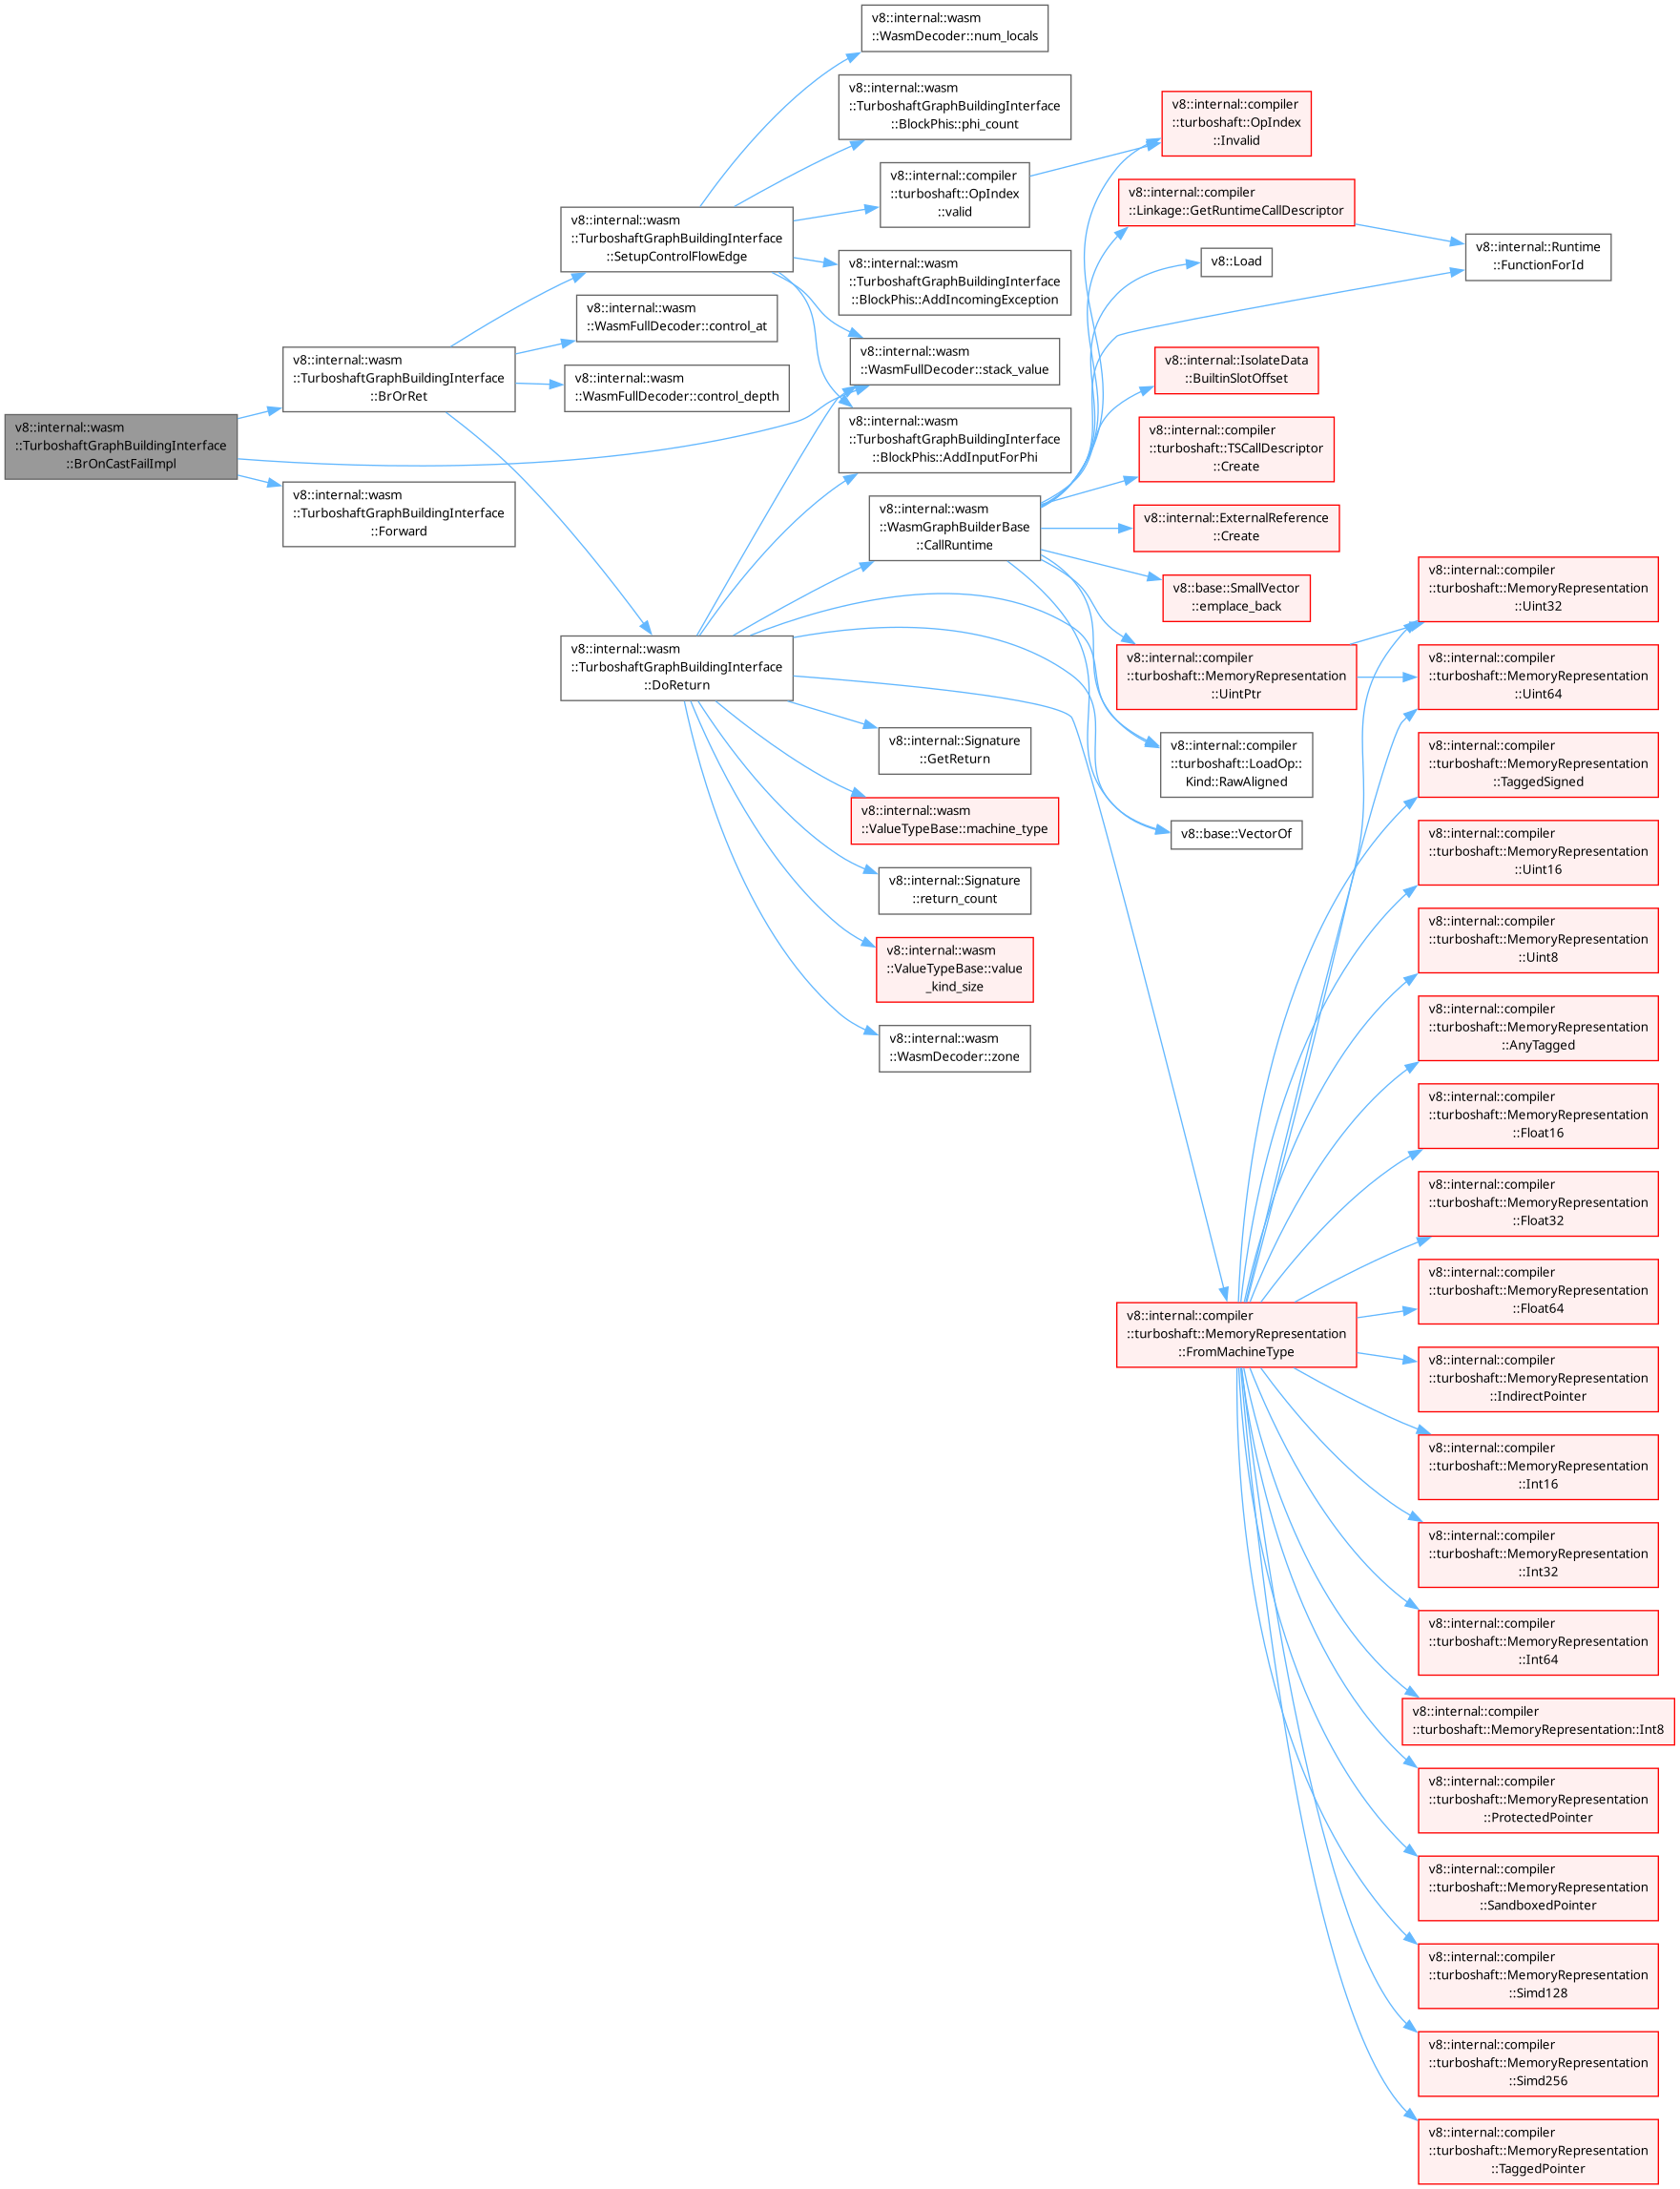 v8::internal::wasm
::TurboshaftGraphBuildingInterface
::BrOnCastFailImpl
v8::internal::wasm
::TurboshaftGraphBuildingInterface
::BrOrRet
v8::internal::wasm
::TurboshaftGraphBuildingInterface
::Forward
v8::internal::wasm
::TurboshaftGraphBuildingInterface
::SetupControlFlowEdge
v8::internal::wasm
::WasmFullDecoder::control_at
v8::internal::wasm
::WasmFullDecoder::control_depth
v8::internal::wasm
::TurboshaftGraphBuildingInterface
::DoReturn
v8::internal::wasm
::WasmDecoder::num_locals
v8::internal::wasm
::TurboshaftGraphBuildingInterface
::BlockPhis::phi_count
v8::internal::compiler
::turboshaft::OpIndex
::valid
v8::internal::wasm
::TurboshaftGraphBuildingInterface
::BlockPhis::AddIncomingException
v8::internal::wasm
::WasmFullDecoder::stack_value
v8::internal::wasm
::TurboshaftGraphBuildingInterface
::BlockPhis::AddInputForPhi
v8::internal::wasm
::WasmGraphBuilderBase
::CallRuntime
v8::internal::Signature
::GetReturn
v8::internal::wasm
::ValueTypeBase::machine_type
v8::internal::Signature
::return_count
v8::internal::wasm
::ValueTypeBase::value
_kind_size
v8::internal::wasm
::WasmDecoder::zone
v8::internal::compiler
::turboshaft::OpIndex
::Invalid
v8::internal::compiler
::Linkage::GetRuntimeCallDescriptor
v8::Load
v8::internal::IsolateData
::BuiltinSlotOffset
v8::internal::compiler
::turboshaft::TSCallDescriptor
::Create
v8::internal::ExternalReference
::Create
v8::base::SmallVector
::emplace_back
v8::internal::compiler
::turboshaft::MemoryRepresentation
::UintPtr
v8::internal::compiler
::turboshaft::LoadOp::
Kind::RawAligned
v8::base::VectorOf
v8::internal::compiler
::turboshaft::MemoryRepresentation
::FromMachineType
v8::internal::Runtime
::FunctionForId
v8::internal::compiler
::turboshaft::MemoryRepresentation
::Uint32
v8::internal::compiler
::turboshaft::MemoryRepresentation
::Uint64
v8::internal::compiler
::turboshaft::MemoryRepresentation
::TaggedSigned
v8::internal::compiler
::turboshaft::MemoryRepresentation
::Uint16
v8::internal::compiler
::turboshaft::MemoryRepresentation
::Uint8
v8::internal::compiler
::turboshaft::MemoryRepresentation
::AnyTagged
v8::internal::compiler
::turboshaft::MemoryRepresentation
::Float16
v8::internal::compiler
::turboshaft::MemoryRepresentation
::Float32
v8::internal::compiler
::turboshaft::MemoryRepresentation
::Float64
v8::internal::compiler
::turboshaft::MemoryRepresentation
::IndirectPointer
v8::internal::compiler
::turboshaft::MemoryRepresentation
::Int16
v8::internal::compiler
::turboshaft::MemoryRepresentation
::Int32
v8::internal::compiler
::turboshaft::MemoryRepresentation
::Int64
v8::internal::compiler
::turboshaft::MemoryRepresentation::Int8
v8::internal::compiler
::turboshaft::MemoryRepresentation
::ProtectedPointer
v8::internal::compiler
::turboshaft::MemoryRepresentation
::SandboxedPointer
v8::internal::compiler
::turboshaft::MemoryRepresentation
::Simd128
v8::internal::compiler
::turboshaft::MemoryRepresentation
::Simd256
v8::internal::compiler
::turboshaft::MemoryRepresentation
::TaggedPointer